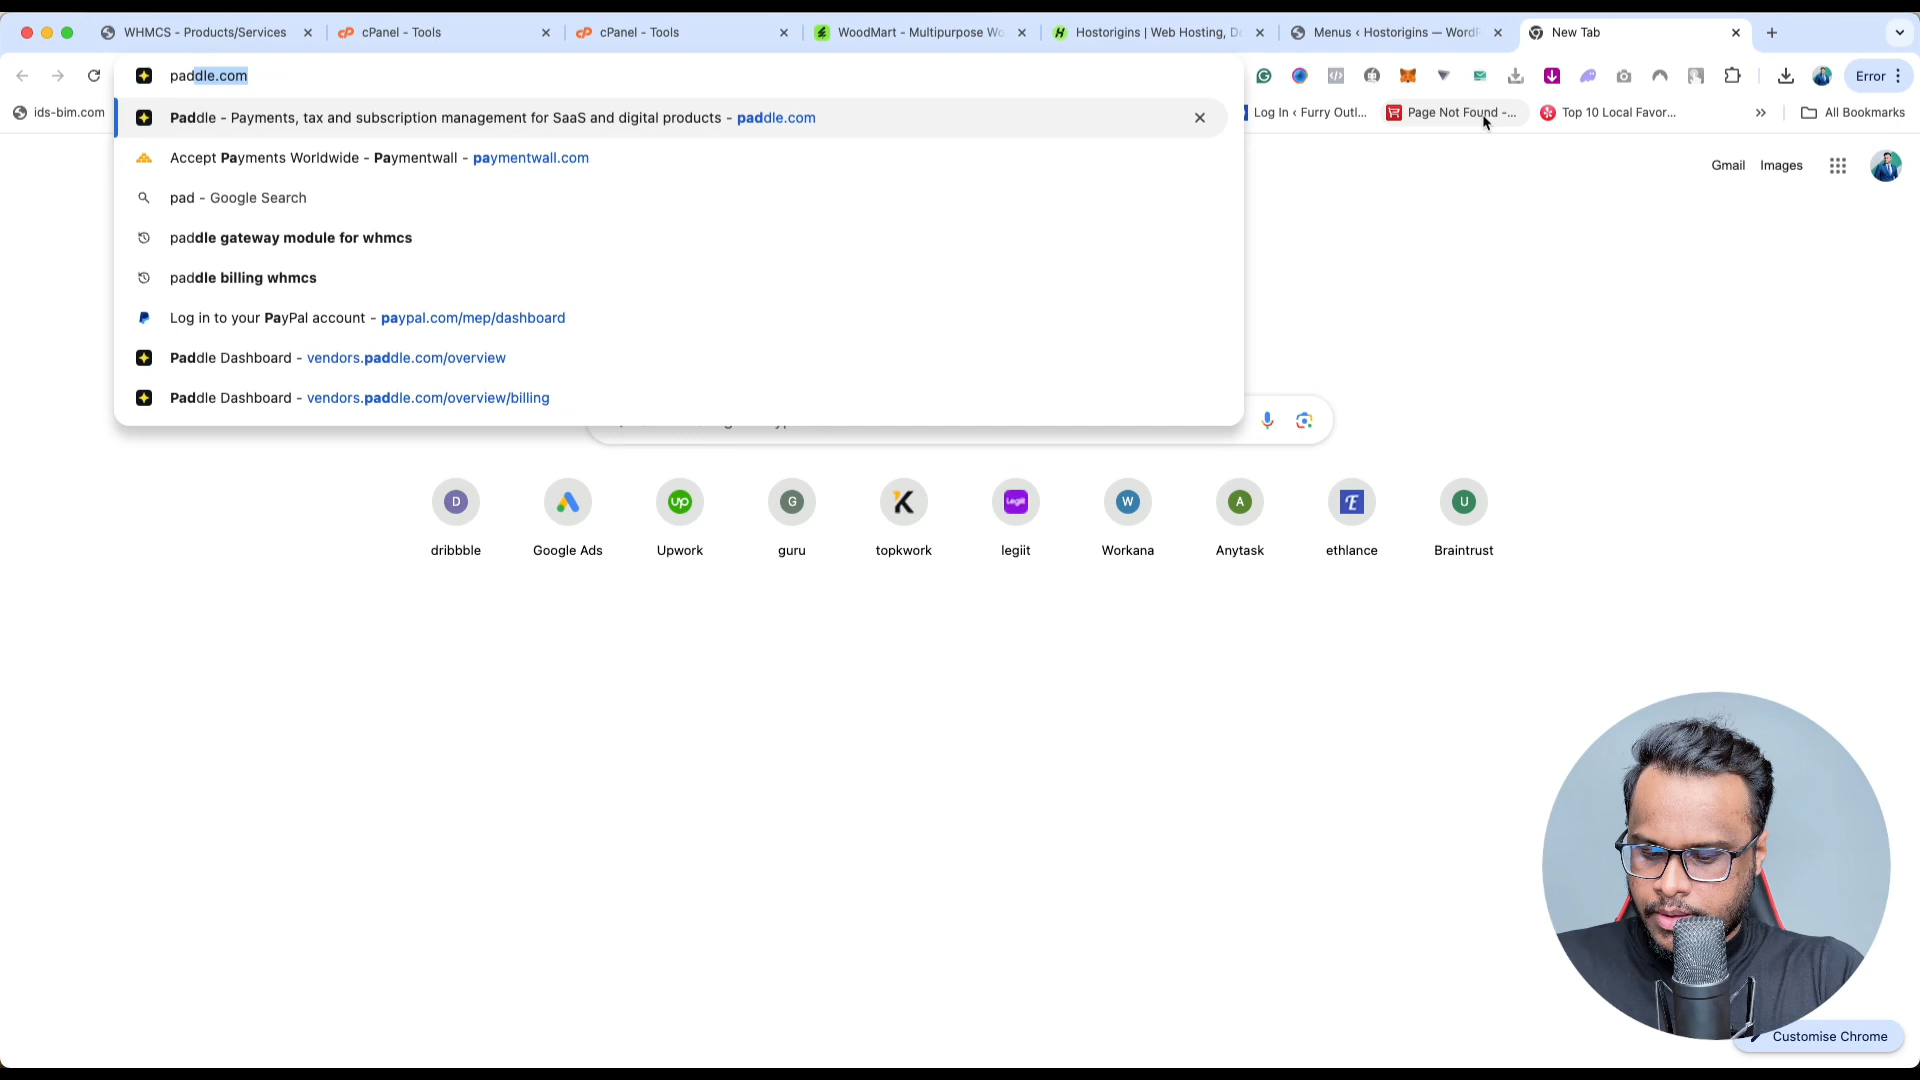 WHMCS - Products/Services
cPanel - Tools
cPanel - Tools
WoodMart - Multipurpose Wo
Hostorigins | Web Hosting, Do
Menus ‹ Hostorigins — WordP
New Tab
paddle.com
Error
ids-bim.com
Log In ‹ Furry Outl...
Page Not Found -...
Top 10 Local Favor...
All Bookmarks
Paddle - Payments, tax and subscription management for SaaS and digital products - paddle.com
Accept Payments Worldwide - Paymentwall - paymentwall.com
pad - Google Search
paddle gateway module for whmcs
paddle billing whmcs
Log in to your PayPal account - paypal.com/mep/dashboard
Paddle Dashboard - vendors.paddle.com/overview
Paddle Dashboard - vendors.paddle.com/overview/billing
Gmail
Images
D
up
G
K
Legiit
W
A
E
U
dribbble
Google Ads
Upwork
guru
topkwork
legiit
Workana
Anytask
ethlance
Braintrust
Customise Chrome